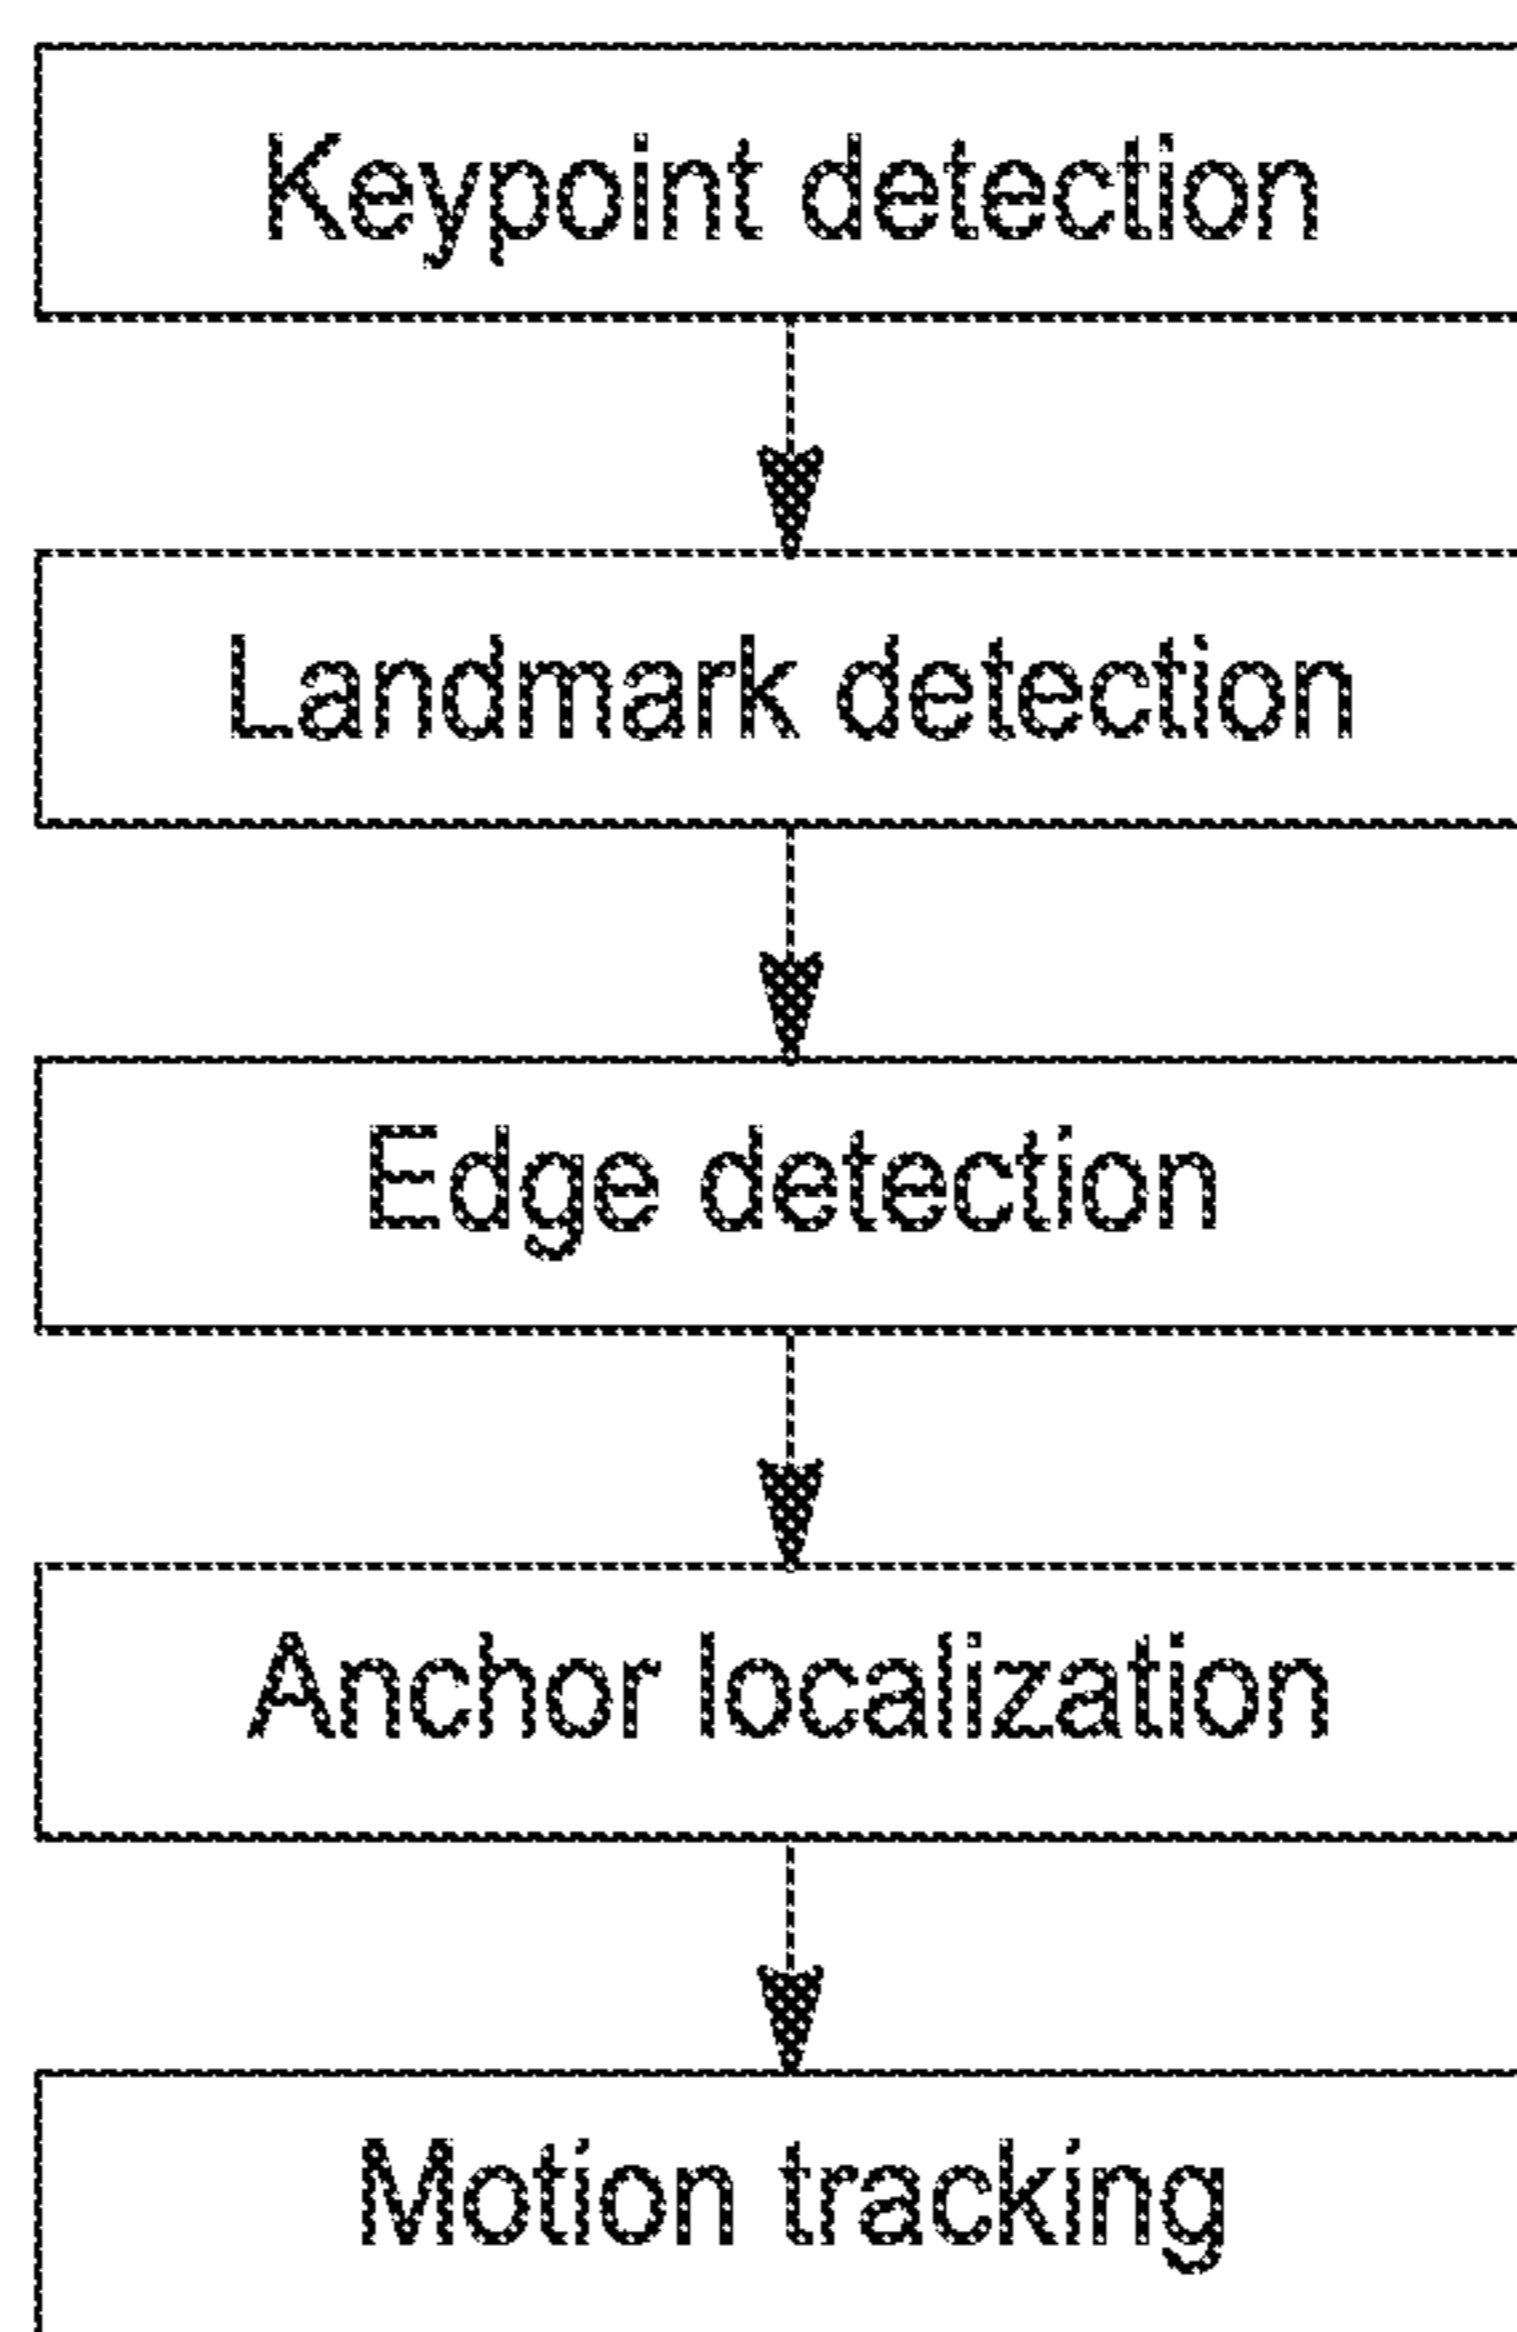 Keypoint detection
Landmark detection
Edge detection
Anchor localization
Motion tracking